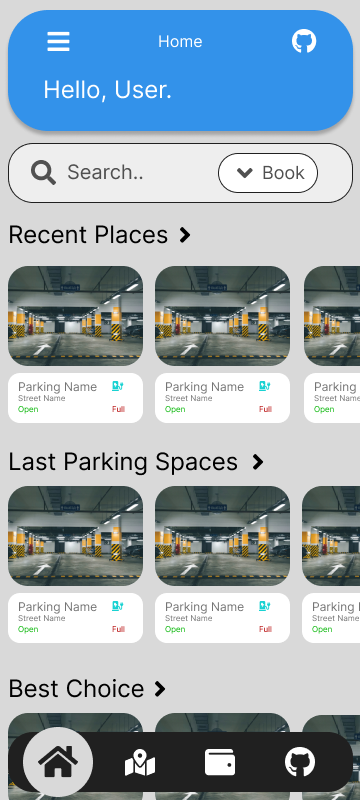 Home
Hello, User.
Search..
Book
Recent Places
Parking Name
Street Name
Open
Full
Parking Name
Street Name
Open
Full
Parking
Street Name
Open
Last Parking Spaces
Parking Name
Street Name
Open
Full
Parking Name
Street Name
Open
Full
Parking
Street Name
Open
Best Choice